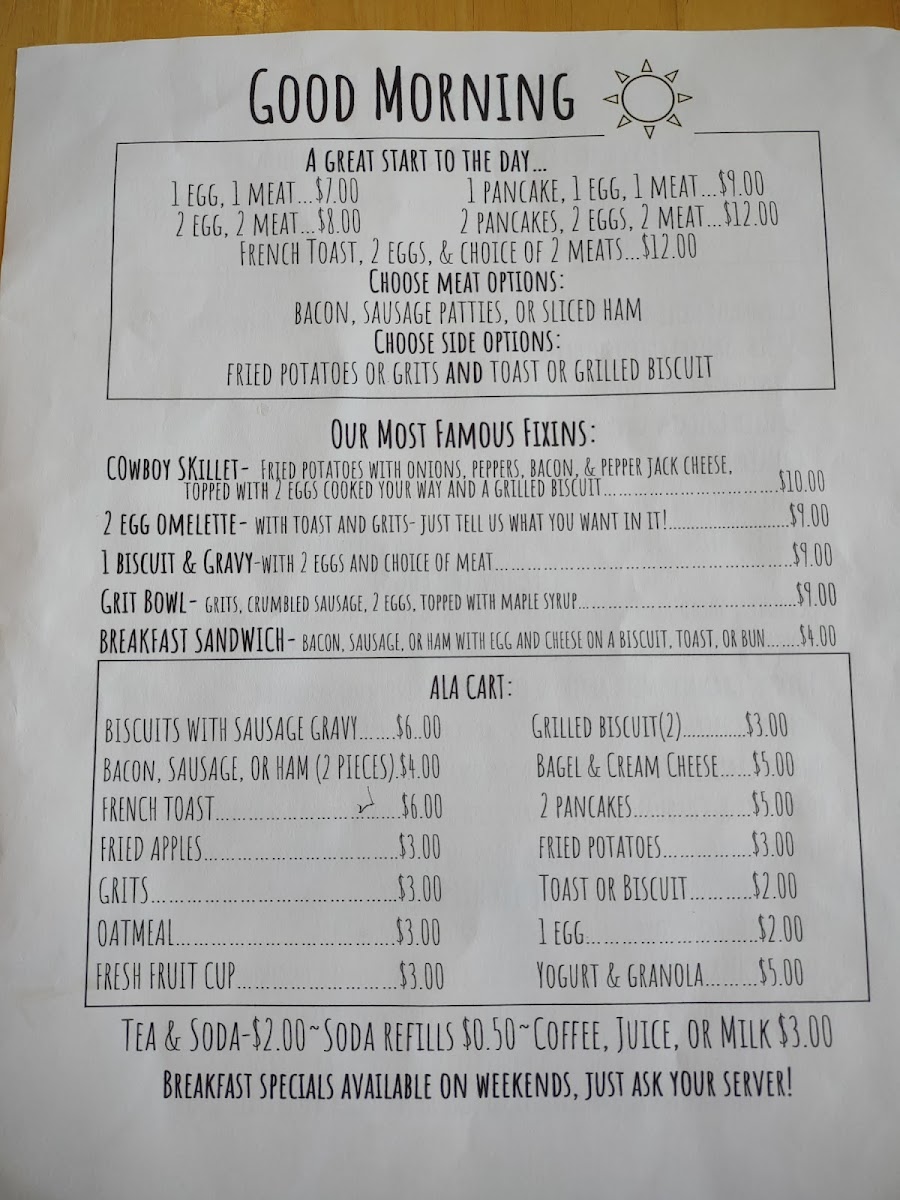 GOOD MORNING
A GREAT START TO THE DAY...
1 EGG, 1 MEAT...$7.00 1 PANCAKE, 1 EGG, 1 MEAT...$9.00
2 EGG, 2 MEAT...$8.00 2 PANCAKES, 2 EGGS, 2 MEAT...$12.00
FRENCH TOAST, 2 EGGS, & CHOICE OF 2 MEATS...$12.00
CHOOSE MEAT OPTIONS:
BACON, SAUSAGE PATTIES, OR SLICED HAM
CHOOSE SIDE OPTIONS:
FRIED POTATOES OR GRITS AND TOAST OR GRILLED BISCUIT
OUR MOST FAMOUS FIXINS:
COWBOY SKILLET- FRIED POTATOES WITH ONIONS, PEPPERS, BACON, & PEPPER JACK CHEESE,
TOPPED WITH 2 EGGS COOKED YOUR WAY AND A GRILLED BISCUIT..............................$10.00
2 EGG OMELETTE- WITH TOAST AND GRITS- JUST TELL US WHAT YOU WANT IN IT!..............................$9.00
1 BISCUIT & GRAVY-WITH 2 EGGS AND CHOICE OF MEAT..............................$9.00
GRIT BOWL- GRITS, CRUMBLED SAUSAGE, 2 EGGS, TOPPED WITH MAPLE SYRUP..............................$9.00
BREAKFAST SANDWICH- BACON, SAUSAGE, OR HAM WITH EGG AND CHEESE ON A BISCUIT, TOAST, OR BUN.......$4.00
ALA CART:
BISCUITS WITH SAUSAGE GRAVY.......$6.00 GRILLED BISCUIT(2)..............$3.00
BACON, SAUSAGE, OR HAM (2 PIECES).$4.00 BAGEL & CREAM CHEESE......$5.00
FRENCH TOAST..............................$6.00 2 PANCAKES..................$5.00
FRIED APPLES..............................$3.00 FRIED POTATOES..............$3.00
GRITS..............................$3.00 TOAST OR BISCUIT..........$2.00
OATMEAL..............................$3.00 1 EGG..........................$2.00
FRESH FRUIT CUP..........................$3.00 YOGURT & GRANOLA.........$5.00
TEA & SODA-$2.00~SODA REFILLS $0.50~COFFEE, JUICE, OR MILK $3.00
BREAKFAST SPECIALS AVAILABLE ON WEEKENDS, JUST ASK YOUR SERVER!